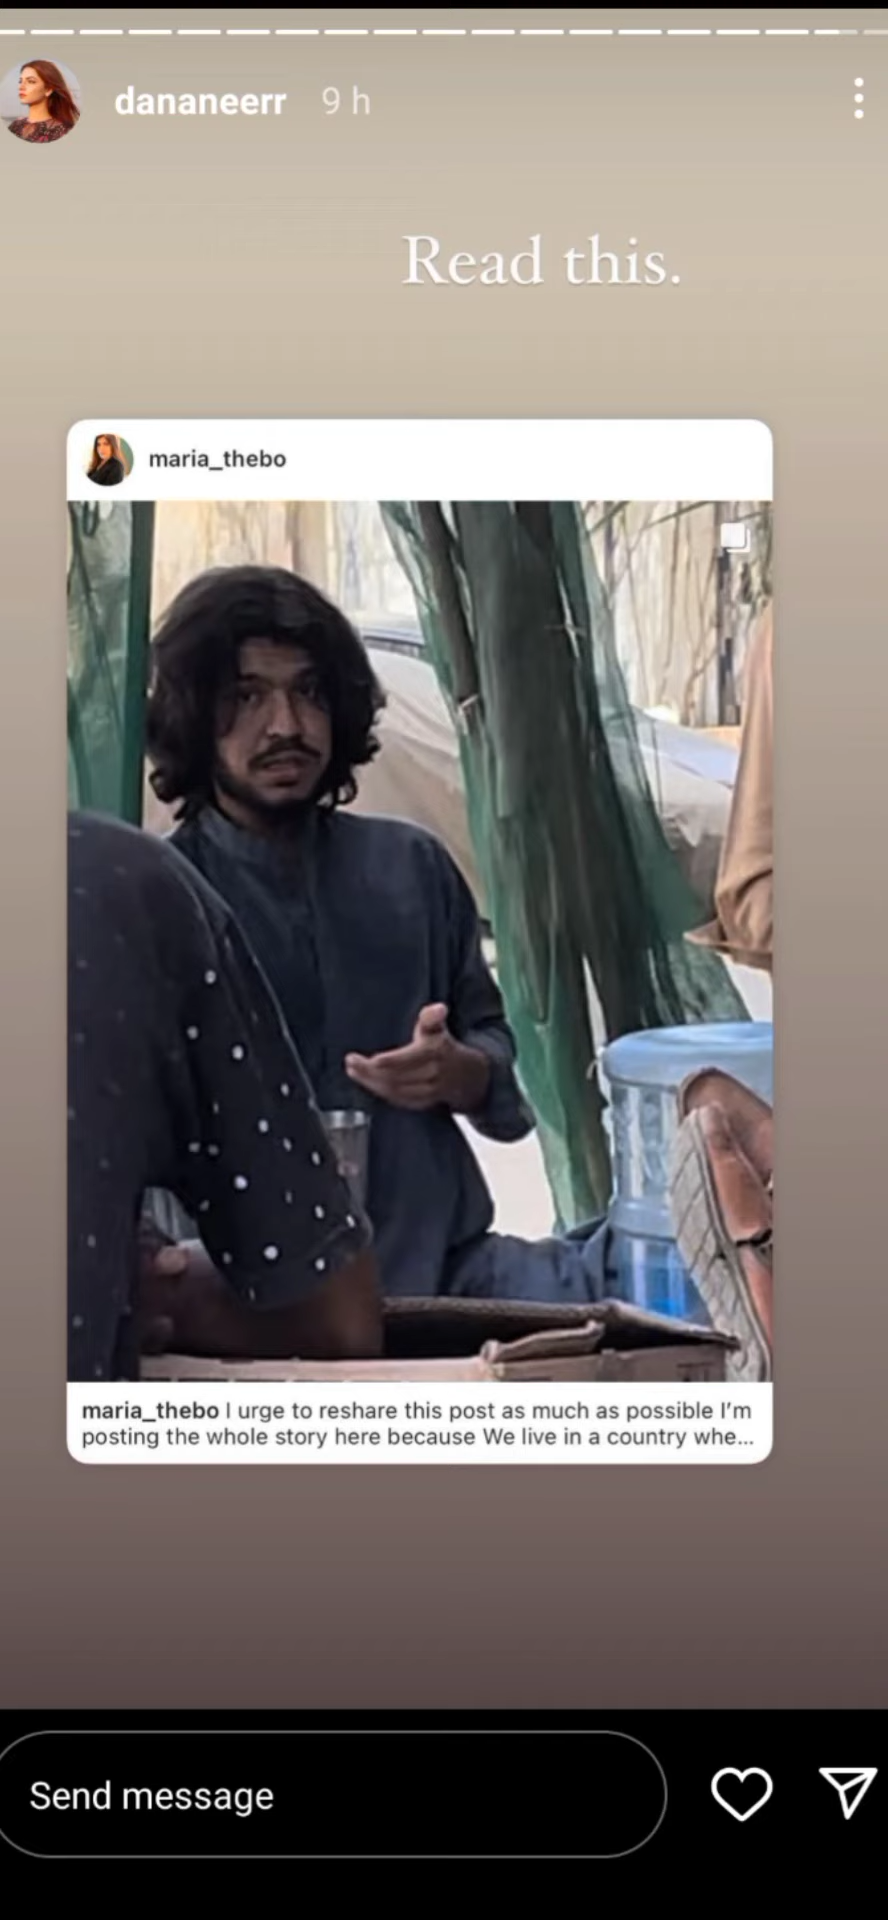 dananeerr 9 h
Read this.
maria_thebo
maria_thebo I urge to reshare this post as much as possible I'm
posting the whole story here because We live in a country whe...
Send message